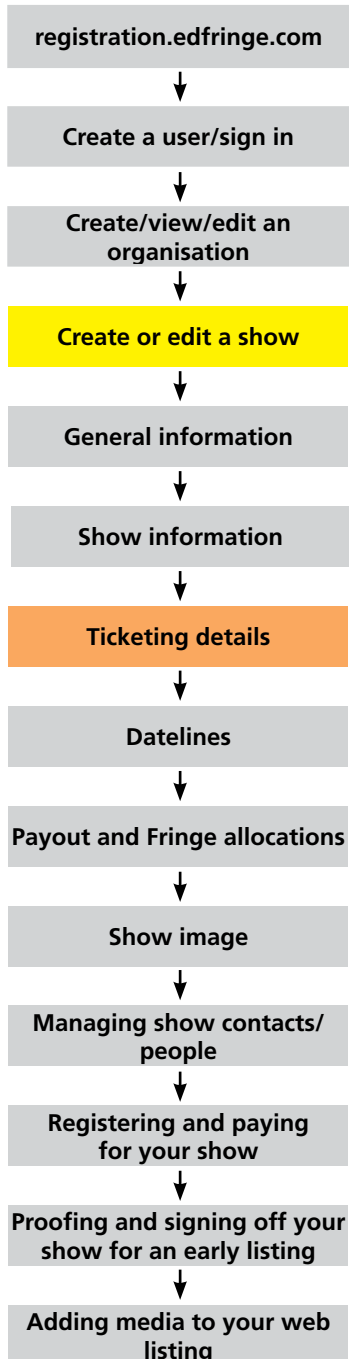 registration.edfringe.com
Create a user/sign in
Create/view/edit an
organisation
Create or edit a show
General information
Show information
Ticketing details
Datelines
Payout and Fringe allocations
Show image
Managing show contacts/
people
Registering and paying
for your show
Proofing and signing off your
show for an early listing
Adding media to your web
listing